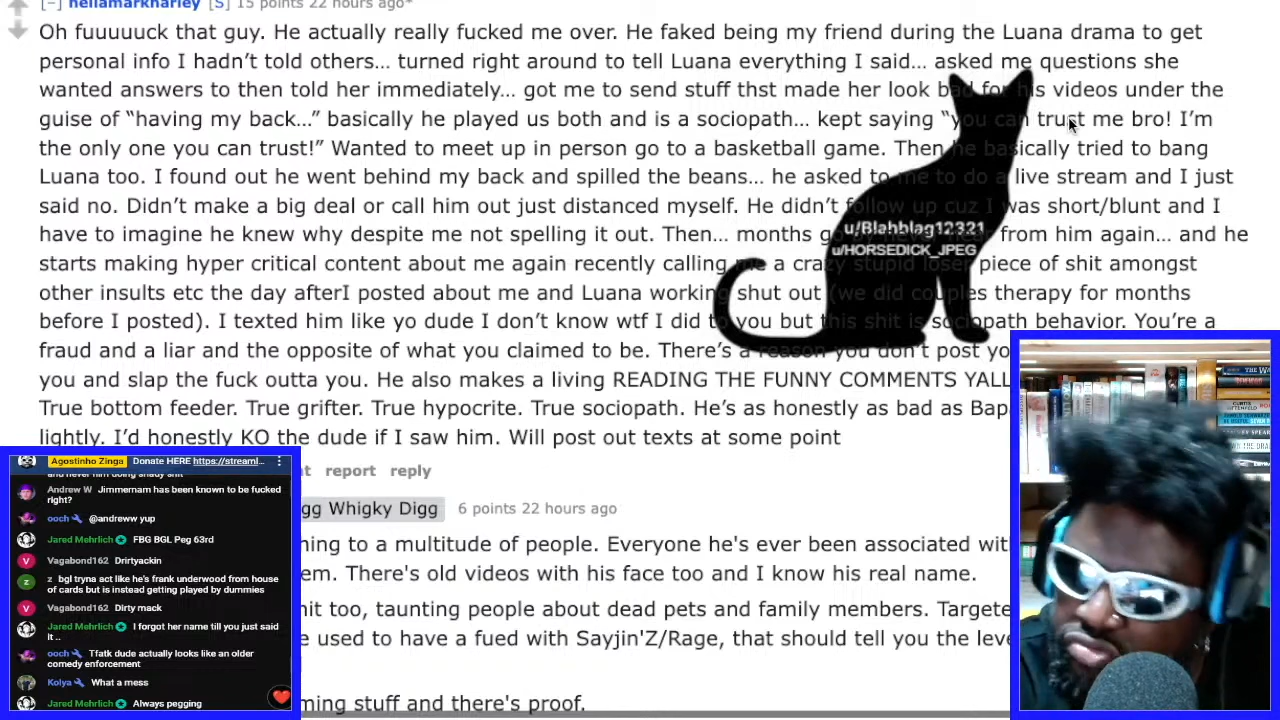 [–] hellamarkharley [S] 15 points 22 hours ago*
Oh fuuuuuck that guy. He actually really fucked me over. He faked being my friend during the Luana drama to get
personal info I hadn't told others... turned right around to tell Luana everything I said... asked me questions she
wanted answers to then told her immediately... got me to send stuff thst made her look bad for his videos under the
guise of "having my back..." basically he played us both and is a sociopath... kept saying "you can trust me bro! I'm
the only one you can trust!" Wanted to meet up in person go to a basketball game. Then he basically tried to bang
Luana too. I found out he went behind my back and spilled the beans... he asked to me to do a live stream and I just
said no. Didn't make a big deal or call him out just distanced myself. He didn't follow up cuz I was short/blunt and I
have to imagine he knew why despite me not spelling it out. Then... months go from him again... and he
starts making hyper critical content about me again recently calling me a crazy stupid loser piece of shit amongst
other insults etc the day afterI posted about me and Luana working shut out (we did couples therapy for months
before I posted). I texted him like yo dude I don't know wtf I did to you but this shit is sociopath behavior. You're a
fraud and a liar and the opposite of what you claimed to be. There's a reason you don't post yo
you and slap the fuck outta you. He also makes a living READING THE FUNNY COMMENTS YALL
True bottom feeder. True grifter. True hypocrite. True sociopath. He's as honestly as bad as Bapa
lightly. I'd honestly KO the dude if I saw him. Will post out texts at some point
nt report reply
u/Blahblag12321
u/HORSEDICK_JPEG
gg Whigky Digg 6 points 22 hours ago
ning to a multitude of people. Everyone he's ever been associated wit
em. There's old videos with his face too and I know his real name.
hit too, taunting people about dead pets and family members. Targete
e used to have a fued with Sayjin'Z/Rage, that should tell you the leve
ming stuff and there's proof.
Agostinho Zinga Donate HERE https://streaml...
and never him doing shady shit
Andrew W Jimmernam has been known to be fucked
right?
ooch @andreww yup
Jared Mehrlich FBG BGL Peg 63rd
Vagabond162 Dirtyackin
z bgl tryna act like he's frank underwood from house
of cards but is instead getting played by dummies
Vagabond162 Dirty mack
Jared Mehrlich I forgot her name till you just said
it ..
ooch Tfatk dude actually looks like an older
comedy enforcement
Kolya What a mess
Jared Mehrlich Always pegging